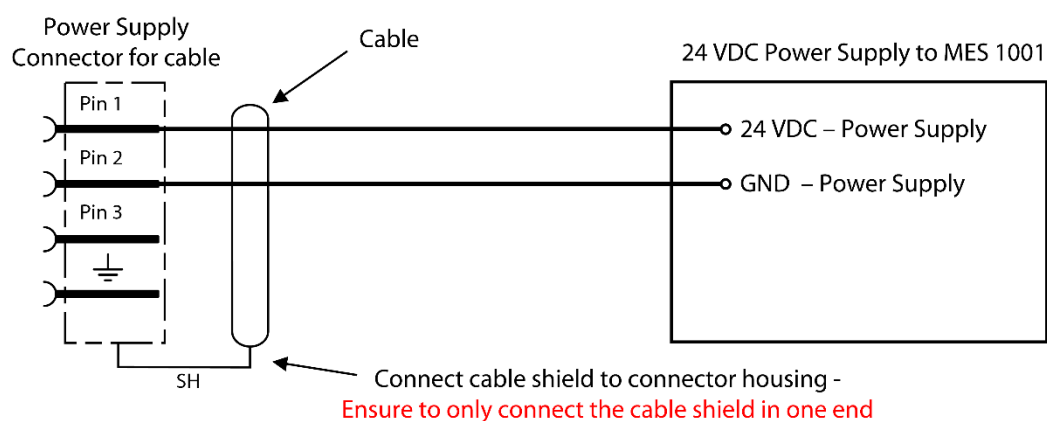 Power Supply
Connector for cable
Cable
24 VDC Power Supply to MES 1001
Pin 1
24 VDC – Power Supply
Pin 2
GND – Power Supply
Pin 3
SH
Connect cable shield to connector housing -
Ensure to only connect the cable shield in one end